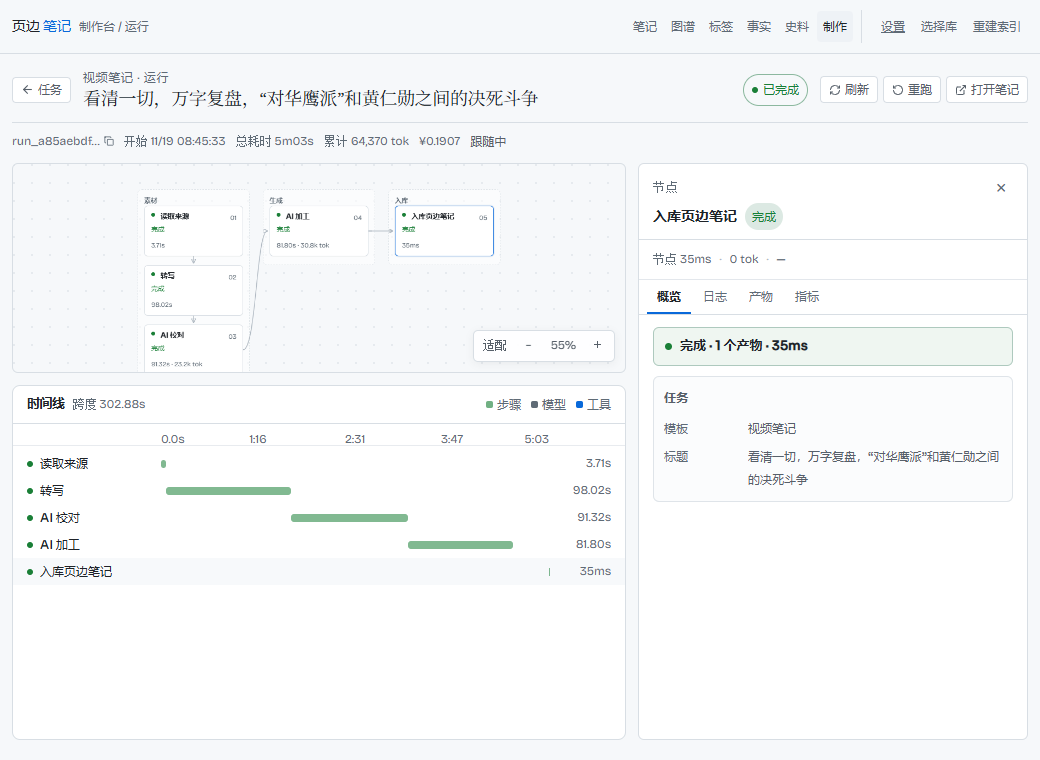 页边 笔记 制作台 / 运行 笔记 图谱 标签 事实 史料 制作 设置 选择库 重建索引
← 任务
视频笔记 · 运行
看清一切，万字复盘，“对华鹰派”和黄仁勋之间的决死斗争
已完成 刷新 重跑 打开笔记
run_a85aebdf... 开始 11/19 08:45:33 总耗时 5m03s 累计 64,370 tok ¥0.1907 跟随中
素材
读取来源 01
完成
3.71s
转写 02
完成
98.02s
AI 校对 03
完成
91.32s · 23.2k tok
生成
AI 加工 04
完成
81.80s · 30.8k tok
入库
入库页边笔记 05
完成
35ms
适配 − 55% +
时间线 跨度 302.88s 步骤 模型 工具
0.0s 1:16 2:31 3:47 5:03
读取来源 3.71s
转写 98.02s
AI 校对 91.32s
AI 加工 81.80s
入库页边笔记 35ms
节点 ×
入库页边笔记 完成
节点 35ms · 0 tok · —
概览 日志 产物 指标
完成 · 1 个产物 · 35ms
任务
模板 视频笔记
标题 看清一切，万字复盘，“对华鹰派”和黄仁勋之间
的决死斗争